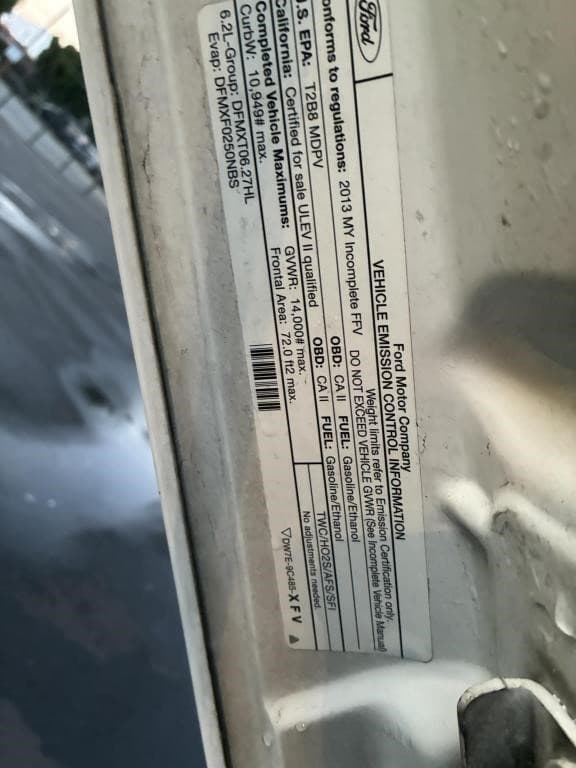 Ford
Ford Motor Company
VEHICLE EMISSION CONTROL INFORMATION
Weight limits refer to Emission Certification only.
DO NOT EXCEED VEHICLE GVWR (See Incomplete Vehicle Manual)
onforms to regulations: 2013 MY Incomplete FFV
.S. EPA: T2B8 MDPV OBD: CA II FUEL: Gasoline/Ethanol
California: Certified for sale ULEV II qualified OBD: CA II FUEL: Gasoline/Ethanol
Completed Vehicle Maximums: GVWR: 14,000# max. TWC/HO2S/AFS/SFI
CurbW: 10,949# max. Frontal Area: 72.0 ft2 max. No adjustments needed.
6.2L-Group: DFMXT06.27HL
Evap: DFMXF0250NBS
DW7E-9C485-X F V